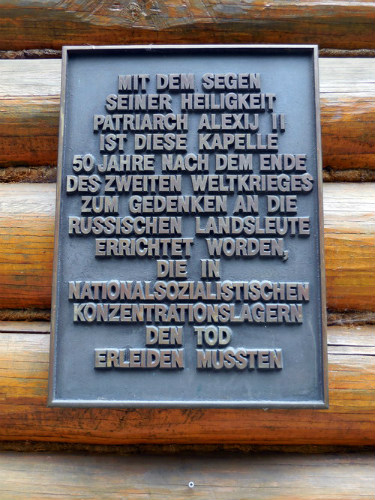 MIT DEM SEGEN
SEINER HEILIGKEIT
PATRIARCH ALEXIJ II
IST DIESE KAPELLE
50 JAHRE NACH DEM ENDE
DES ZWEITEN WELTKRIEGES
ZUM GEDENKEN AN DIE
RUSSISCHEN LANDSLEUTE
ERRICHTET WORDEN,
DIE IN
NATIONALSOZIALISTISCHEN
KONZENTRATIONSLAGERN
DEN TOD
ERLEIDEN MUSSTEN